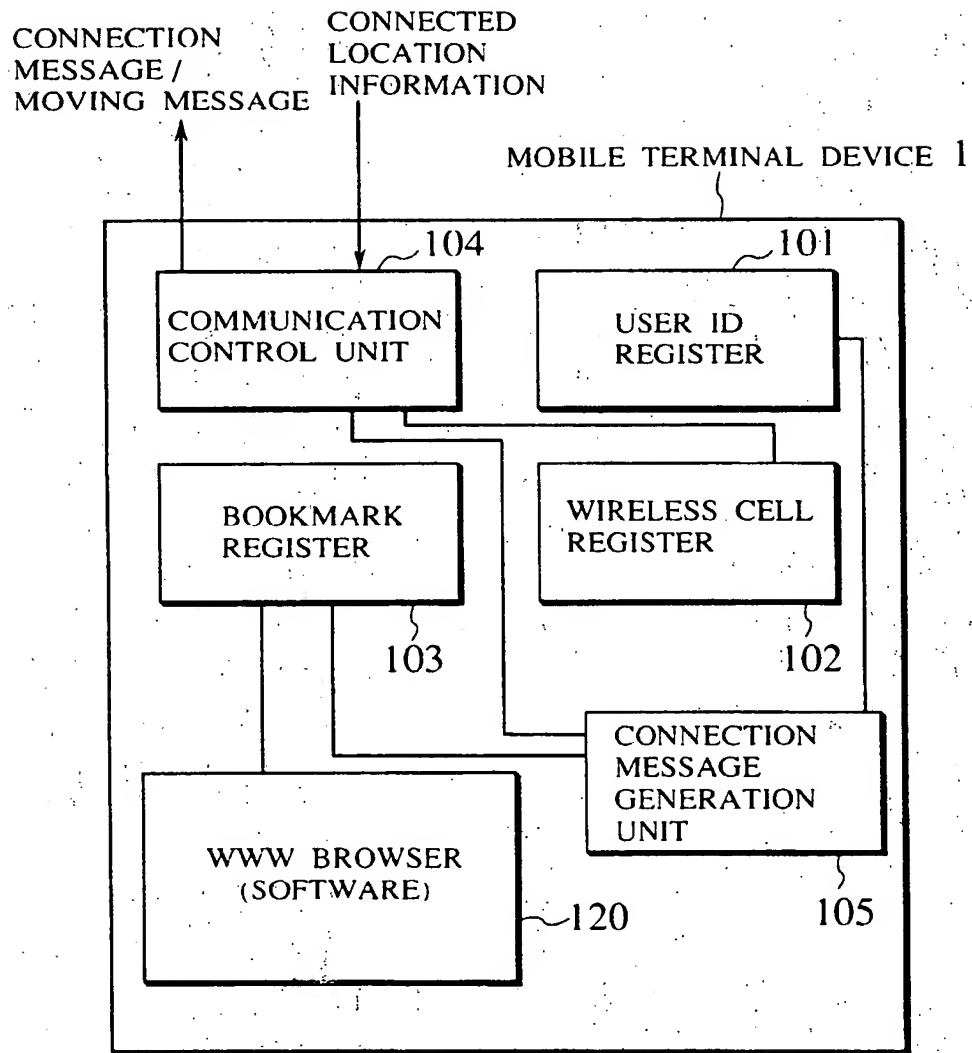 CONNECTION
MESSAGE /
MOVING MESSAGE
CONNECTED
LOCATION
INFORMATION
MOBILE TERMINAL DEVICE 1
104
101
COMMUNICATION
CONTROL UNIT
USER ID
REGISTER
BOOKMARK
REGISTER
WIRELESS CELL
REGISTER
103
102
CONNECTION
MESSAGE
GENERATION
UNIT
WWW BROWSER
(SOFTWARE)
120
105